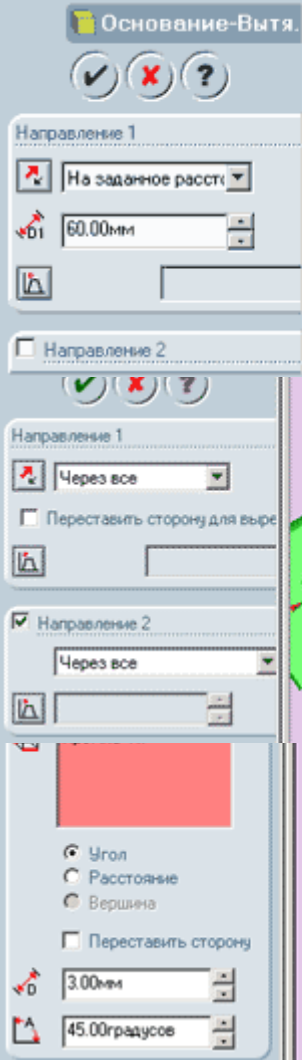 Основание-Вытя.
?
Направление 1
На заданное расст
D1
60.00мм
Направление 2
?
Направление 1
Через все
Переставить сторону для выре
Направление 2
Через все
Угол
Расстояние
Вершина
Переставить сторону
D
3.00мм
A
45.00градусов